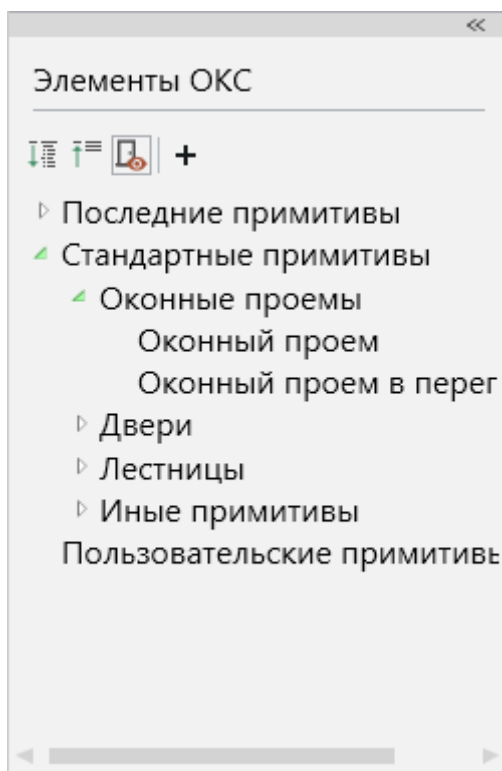 Элементы ОКС
Последние примитивы
Стандартные примитивы
Оконные проемы
Оконный проем
Оконный проем в перег
Двери
Лестницы
Иные примитивы
Пользовательские примитивы